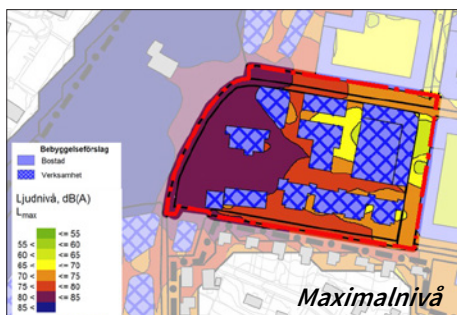 Bebyggelseförslag
Bostad
Verksamhet
Ljudnivå, dB(A)
Lmax
<= 55
55 < <= 60
60 < <= 65
65 < <= 70
70 < <= 75
75 < <= 80
80 < <= 85
85 <
Maximalnivå